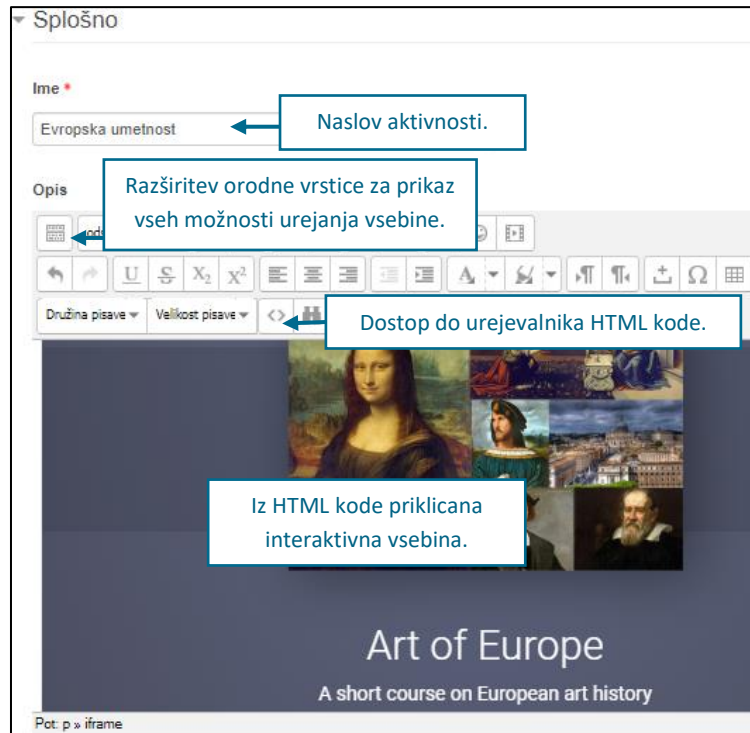 Splošno
Ime *
Evropska umetnost
Naslov aktivnosti.
Opis
Razširitev orodne vrstice za prikaz
vseh možnosti urejanja vsebine.
Družina pisave
Velikost pisave
Dostop do urejevalnika HTML kode.
Iz HTML kode priklicana
interaktivna vsebina.
Art of Europe
A short course on European art history
Pot: p » iframe